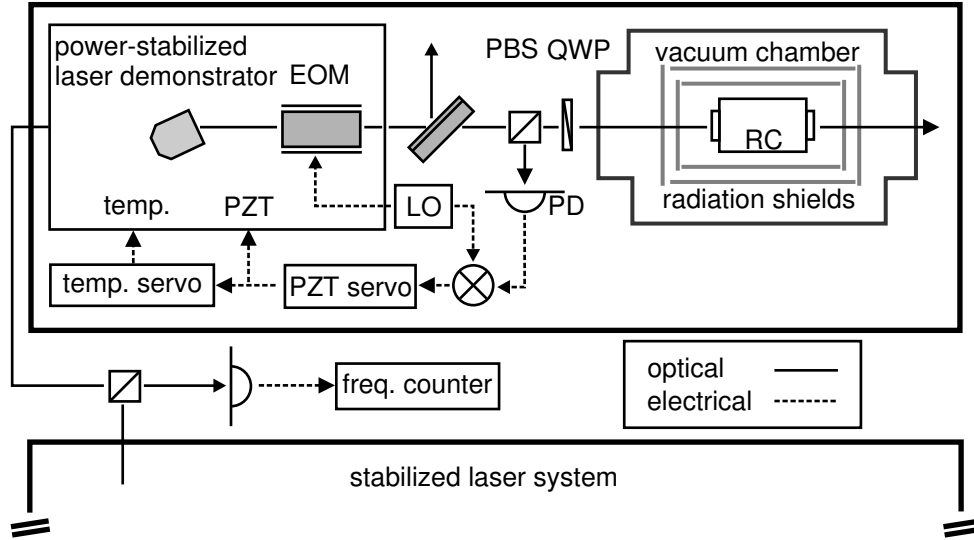 power-stabilized
laser demonstrator
EOM
PBS QWP
vacuum chamber
RC
radiation shields
temp.
PZT
LO
PD
temp. servo
PZT servo
freq. counter
optical
electrical
stabilized laser system